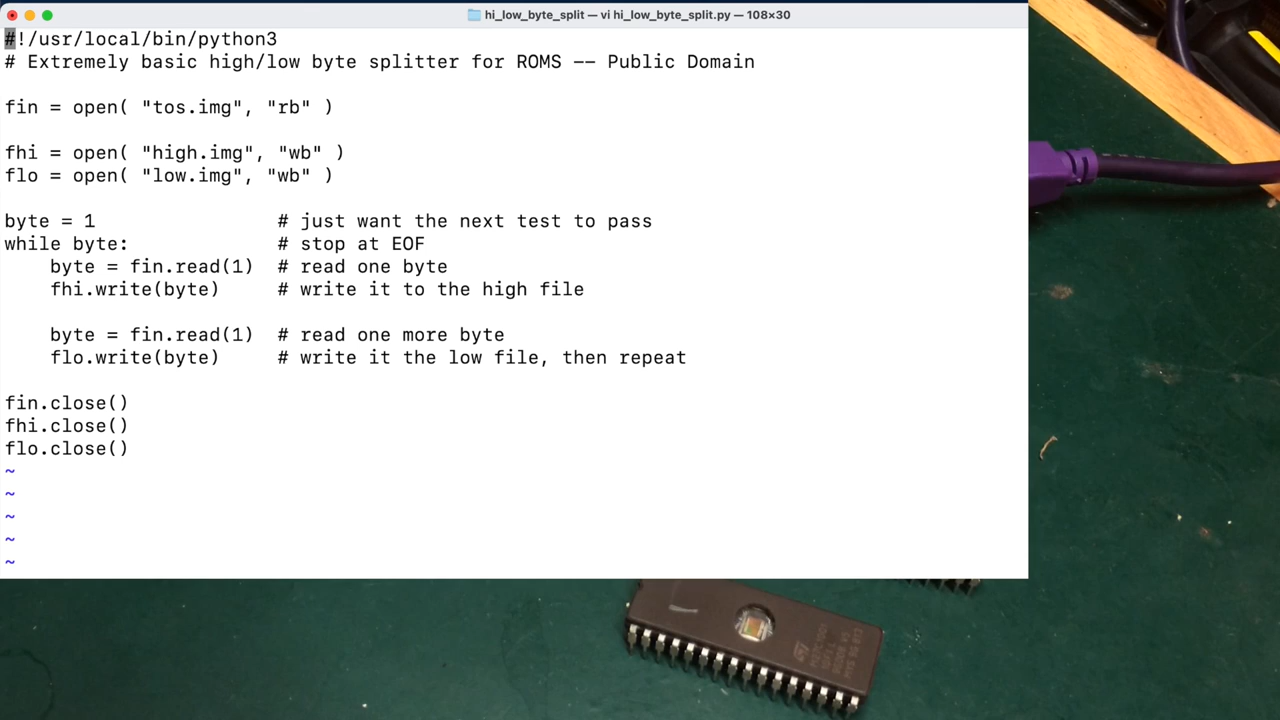 hi_low_byte_split — vi hi_low_byte_split.py — 108×30
#!/usr/local/bin/python3
# Extremely basic high/low byte splitter for ROMS -- Public Domain
fin = open( "tos.img", "rb" )
fhi = open( "high.img", "wb" )
flo = open( "low.img", "wb" )
byte = 1                # just want the next test to pass
while byte:             # stop at EOF
    byte = fin.read(1)  # read one byte
    fhi.write(byte)     # write it to the high file
    byte = fin.read(1)  # read one more byte
    flo.write(byte)     # write it the low file, then repeat
fin.close()
fhi.close()
flo.close()
~
~
~
~
~